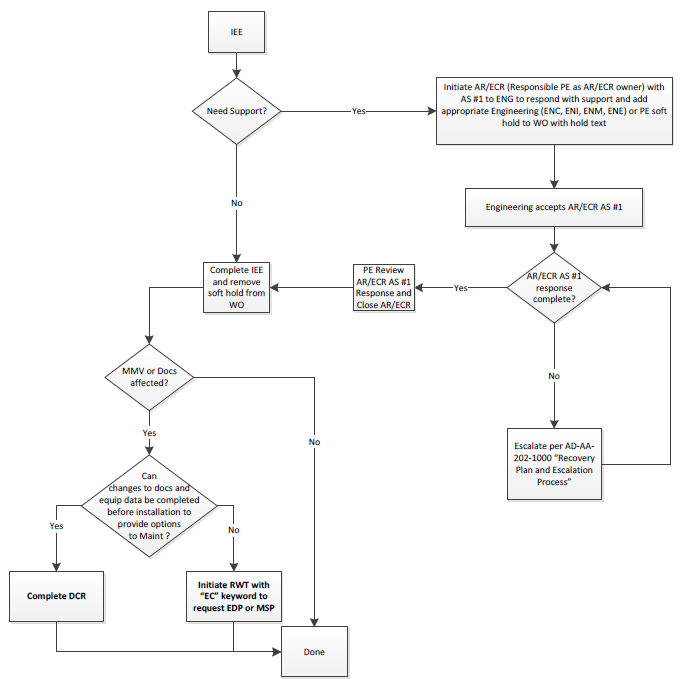 IEE
Need Support?
Yes
Initiate AR/ECR (Responsible PE as AR/ECR owner) with
AS #1 to ENG to respond with support and add
appropriate Engineering (ENC, ENI, ENM, ENE) or PE soft
hold to WO with hold text
No
Engineering accepts AR/ECR AS #1
Complete IEE
and remove
soft hold from
WO
PE Review
AR/ECR AS #1
Response and
Close AR/ECR
Yes
AR/ECR AS #1
response
complete?
No
MMV or Docs
affected?
No
Yes
Escalate per AD-AA-
202-1000 “Recovery
Plan and Escalation
Process”
Can
changes to docs and
equip data be completed
before installation to
provide options
to Maint ?
Yes
No
Complete DCR
Initiate RWT with
“EC” keyword to
request EDP or MSP
Done